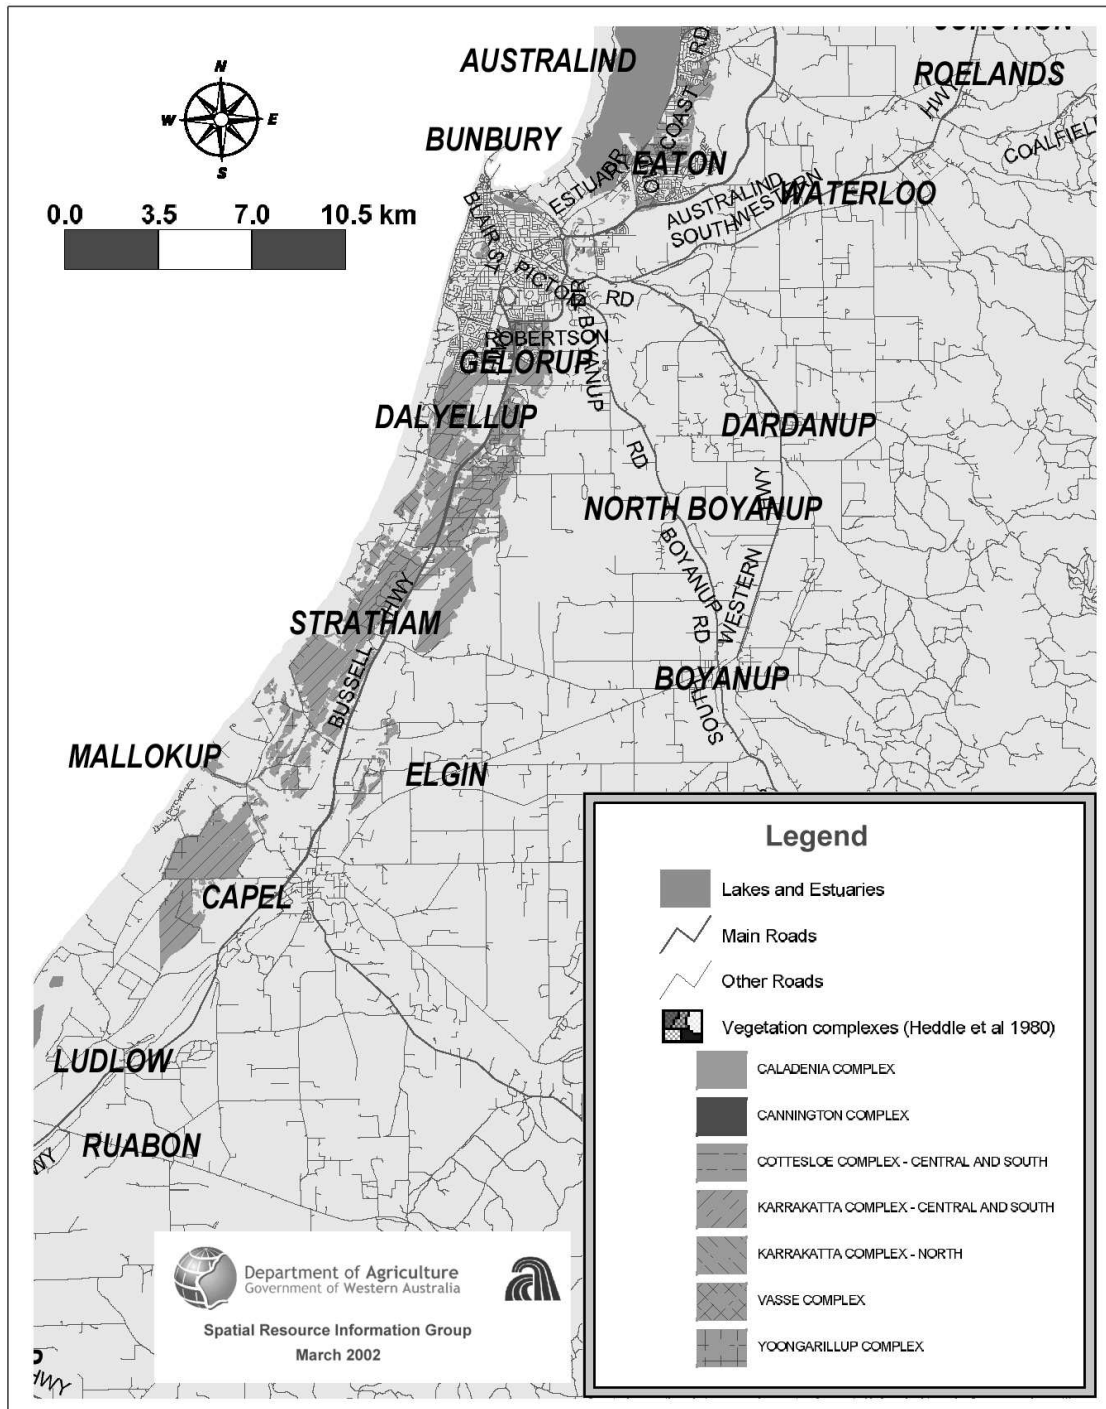 JUNCTION
AUSTRALIND
RD
ROELANDS
HWY
N
W E
S
BUNBURY
COAST
COALFIEL
EATON
ESTUARY
WATERLOO
AUSTRALIND
SOUTH WESTERN
0.0 3.5 7.0 10.5 km
BLAIR ST
PICTON
RD
ROBERTSON
GELORUP
BOYANUP
DALYELLUP
DARDANUP
RD
HWY
NORTH BOYANUP
BOYANUP
RD
WESTERN
HWY
STRATHAM
BUSSELL
BOYANUP
SOUTH
MALLOKUP
ELGIN
CAPEL
LUDLOW
RUABON
WY
HWY
Legend
Lakes and Estuaries
Main Roads
Other Roads
Vegetation complexes (Heddle et al 1980)
CALADENIA COMPLEX
CANNINGTON COMPLEX
COTTESLOE COMPLEX - CENTRAL AND SOUTH
KARRAKATTA COMPLEX - CENTRAL AND SOUTH
KARRAKATTA COMPLEX - NORTH
VASSE COMPLEX
YOONGARILLUP COMPLEX
Department of Agriculture
Government of Western Australia
Spatial Resource Information Group
March 2002